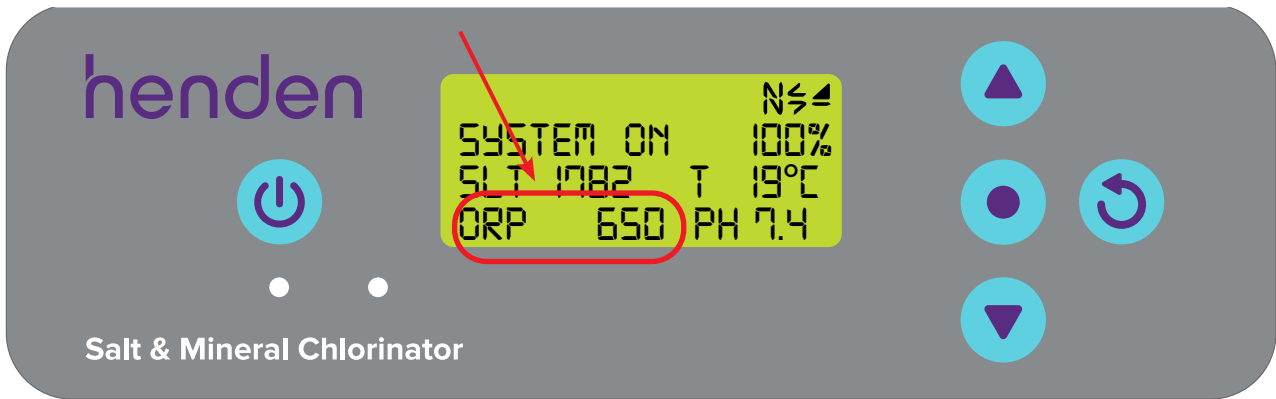 henden
N
SYSTEM ON 100%
SLT 1782 T 19°C
ORP 650 PH 7.4
Salt & Mineral Chlorinator